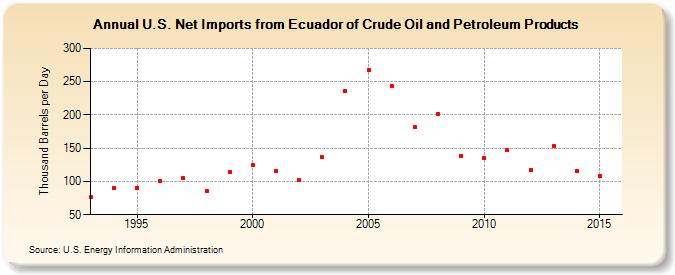 Annual U.S. Net Imports from Ecuador of Crude Oil and Petroleum Products
Thousand Barrels per Day
300
250
200
150
100
50
1995 2000 2005 2010 2015
Source: U.S. Energy Information Administration